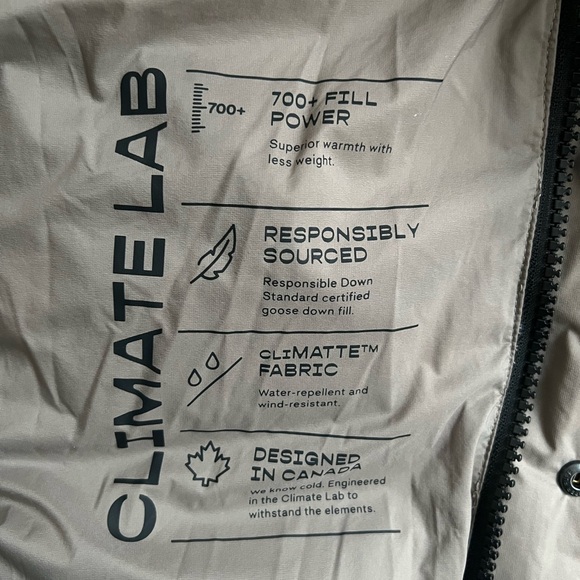 CLIMATE LAB
700+
700+ FILL
POWER
Superior warmth with
less weight.
RESPONSIBLY
SOURCED
Responsible Down
Standard certified
goose down fill.
CLiMATTE™
FABRIC
Water-repellent and
wind-resistant.
DESIGNED
IN CANADA
We know cold. Engineered
in the Climate Lab to
withstand the elements.